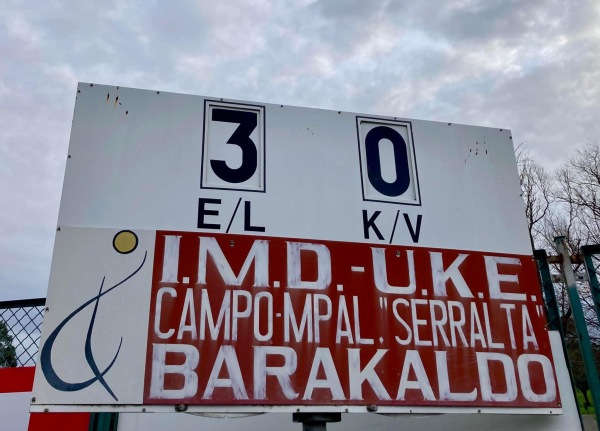 3 0
E/L K/V
I.M.D.-U.K.E.
CAMPO-MPAL. "SERRALTA"
BARAKALDO